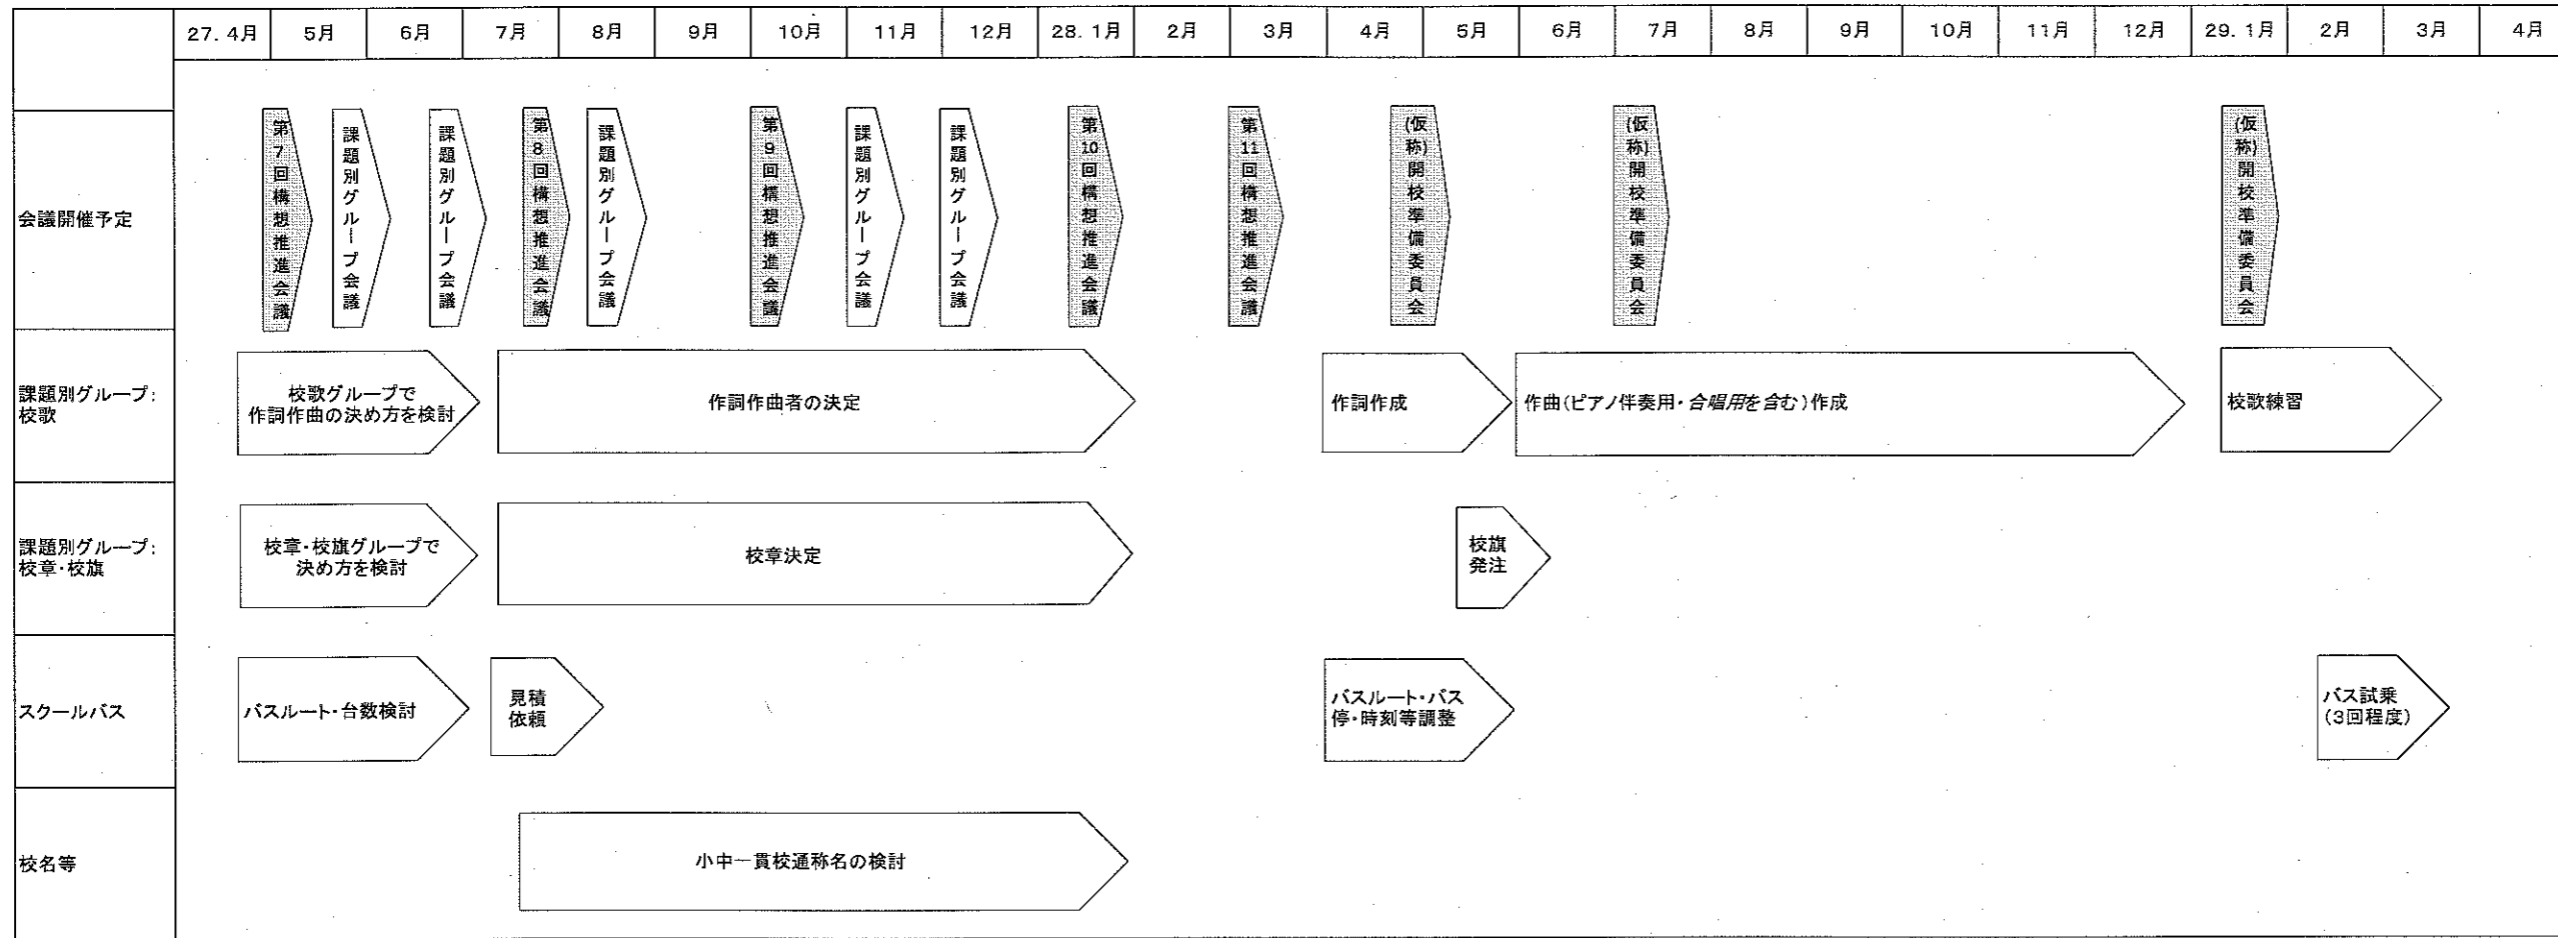 27. 4月 5月 6月 7月 8月 9月 10月 11月 12月 28. 1月 2月 3月 4月 5月 6月 7月 8月 9月 10月 11月 12月 29. 1月 2月 3月 4月
会議開催予定
第7回構想推進会議
課題別グループ会議
課題別グループ会議
第8回構想推進会議
課題別グループ会議
第9回構想推進会議
課題別グループ会議
課題別グループ会議
第10回構想推進会議
第11回構想推進会議
(仮称)開校準備委員会
(仮称)開校準備委員会
(仮称)開校準備委員会
課題別グループ:
校歌
校歌グループで
作詞作曲の決め方を検討
作詞作曲者の決定
作詞作成
作曲(ピアノ伴奏用・合唱用を含む)作成
校歌練習
課題別グループ:
校章・校旗
校章・校旗グループで
決め方を検討
校章決定
校旗
発注
スクールバス
バスルート・台数検討
見積
依頼
バスルート・バス
停・時刻等調整
バス試乗
(3回程度)
校名等
小中一貫校通称名の検討